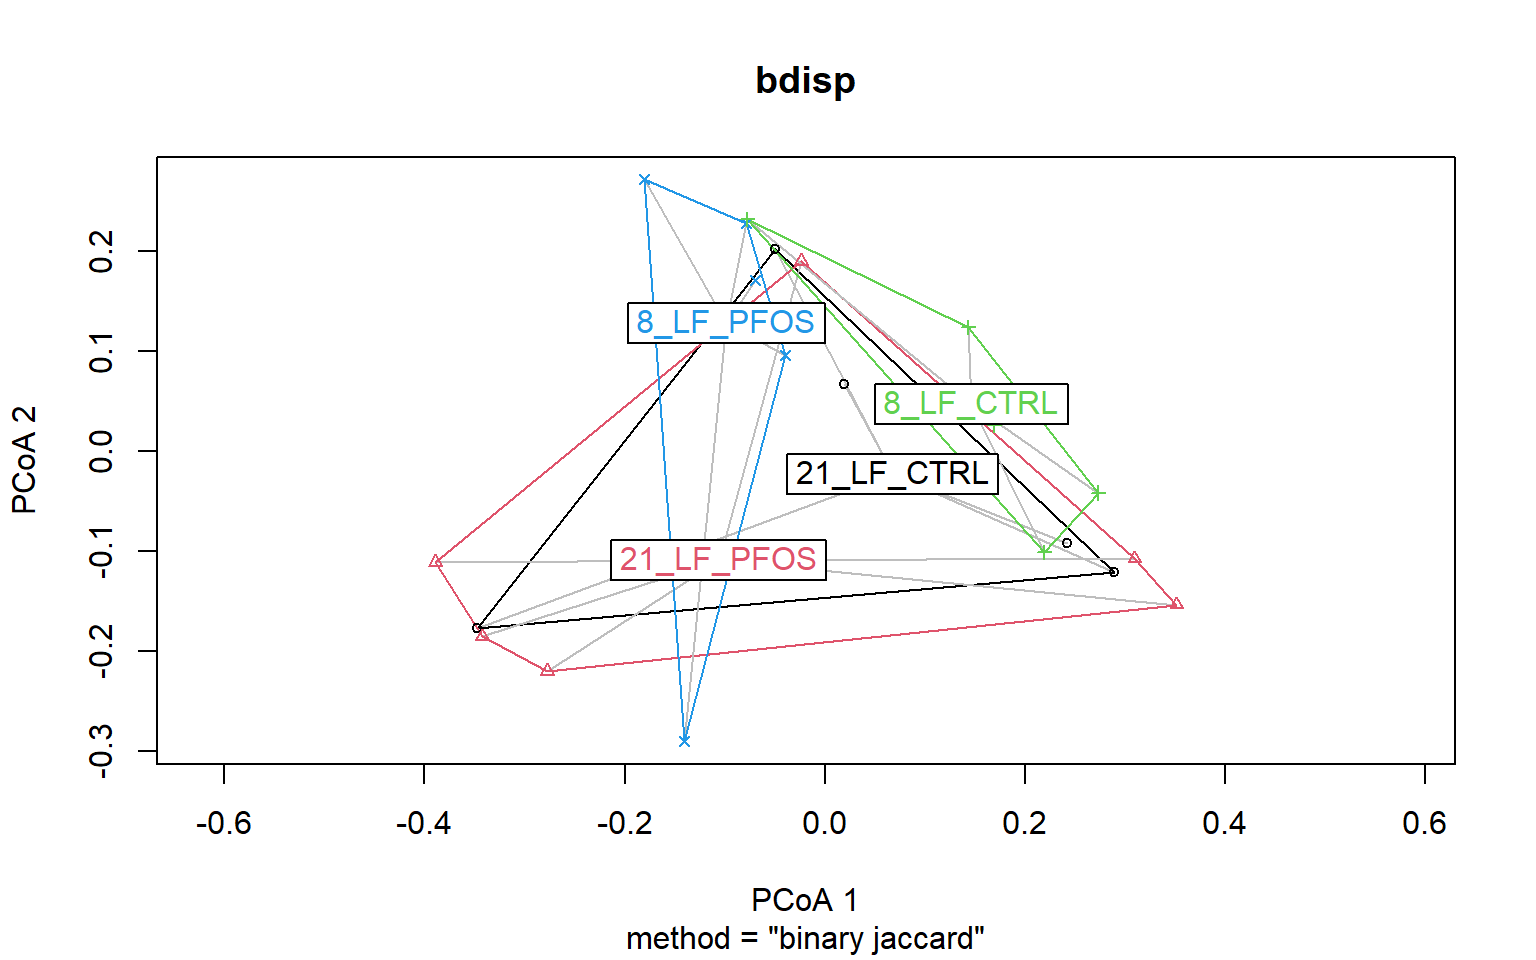 bdisp
PCoA 2
0.2
0.1
0.0
-0.1
-0.2
-0.3
8_LF_PFOS
8_LF_CTRL
21_LF_CTRL
21_LF_PFOS
-0.6 -0.4 -0.2 0.0 0.2 0.4 0.6
PCoA 1
method = "binary jaccard"